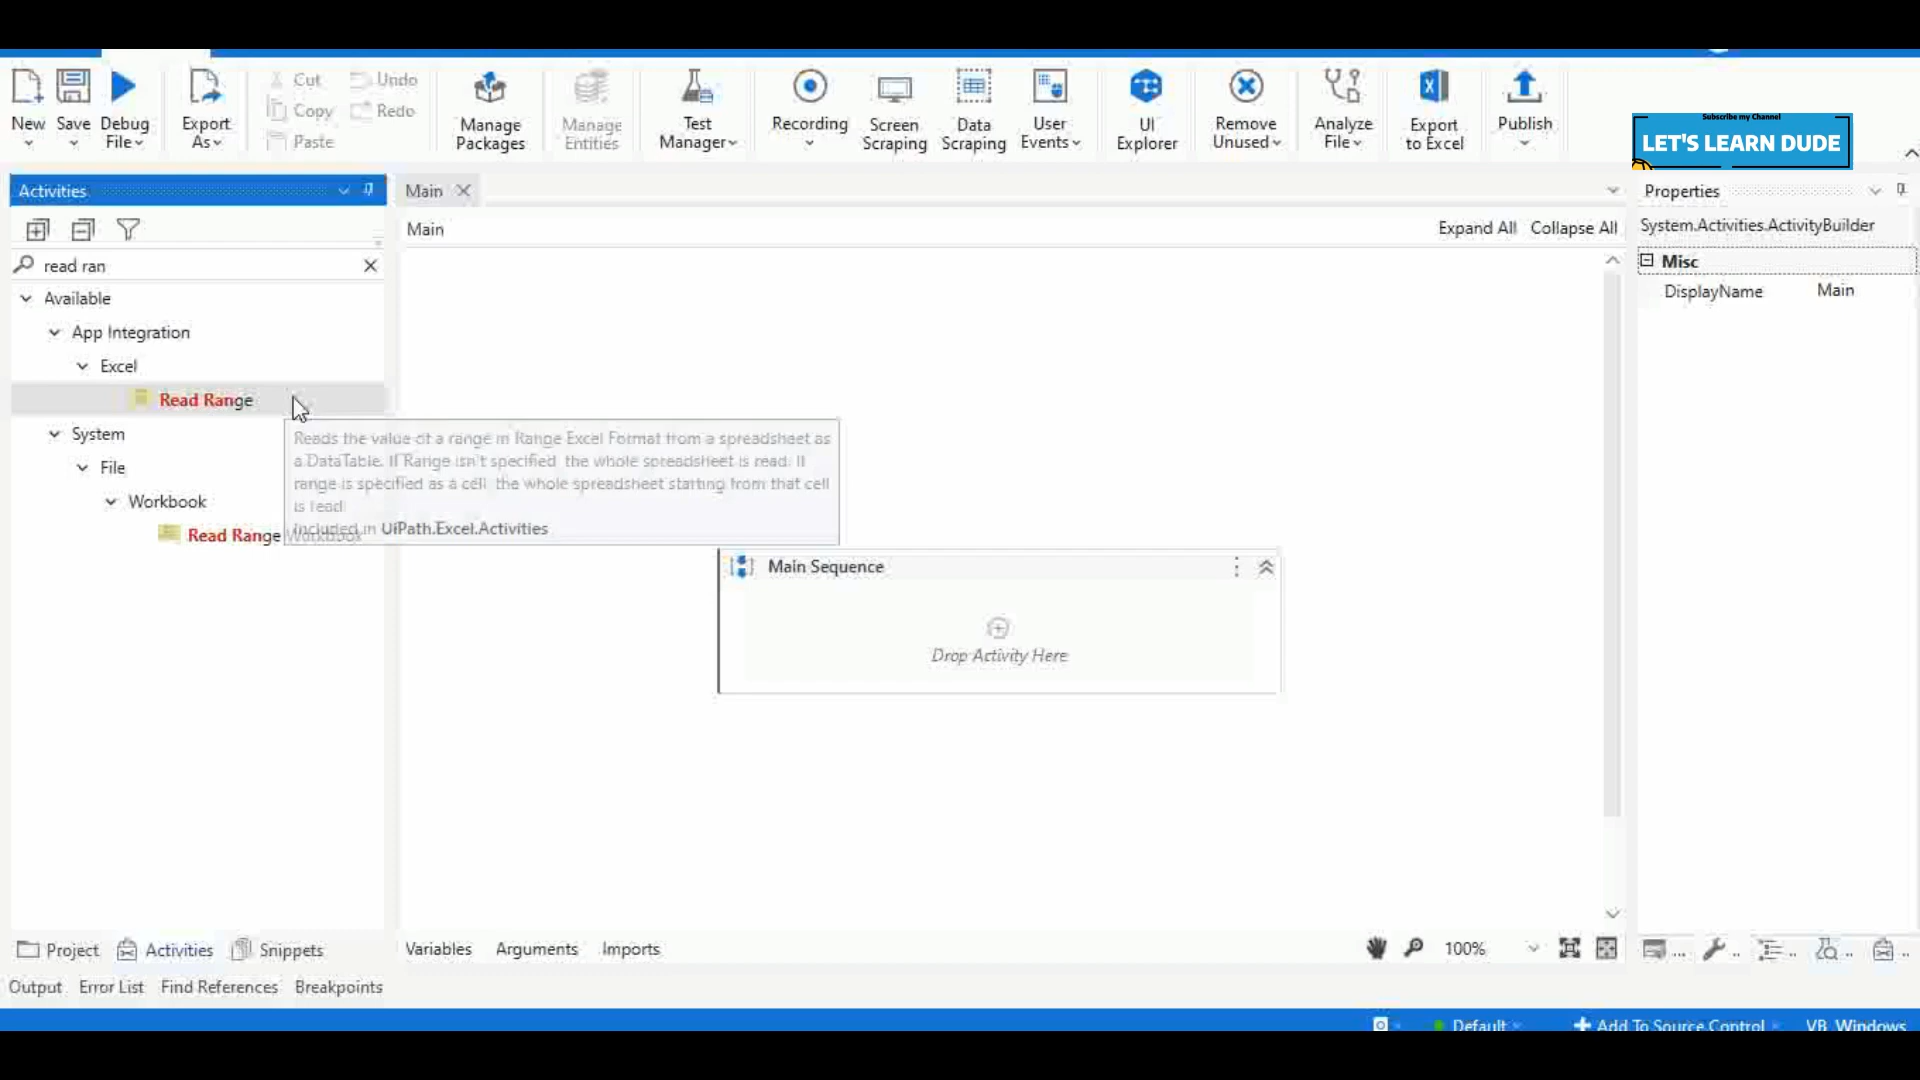 New
Save
Debug
File
Export
As
Cut
Copy
Paste
Undo
Redo
Manage
Packages
Manage
Entities
Test
Manager
Recording
Screen
Scraping
Data
Scraping
User
Events
UI
Explorer
Remove
Unused
Analyze
File
Export
to Excel
Publish
Subscribe my Channel
LET'S LEARN DUDE
Activities
Main
Properties
Main
Expand All
Collapse All
System.Activities.ActivityBuilder
read ran
Misc
Available
DisplayName
Main
App Integration
Excel
Read Range
System
Reads the value of a range in Range Excel Format from a spreadsheet as
a DataTable. If Range isn't specified, the whole spreadsheet is read. If
range is specified as a cell, the whole spreadsheet starting from that cell
is read.
Included in UiPath.Excel.Activities
File
Workbook
Read Range Workbook
Main Sequence
Drop Activity Here
Project
Activities
Snippets
Variables
Arguments
Imports
100%
Output
Error List
Find References
Breakpoints
Default
Add To Source Control
VB, Windows